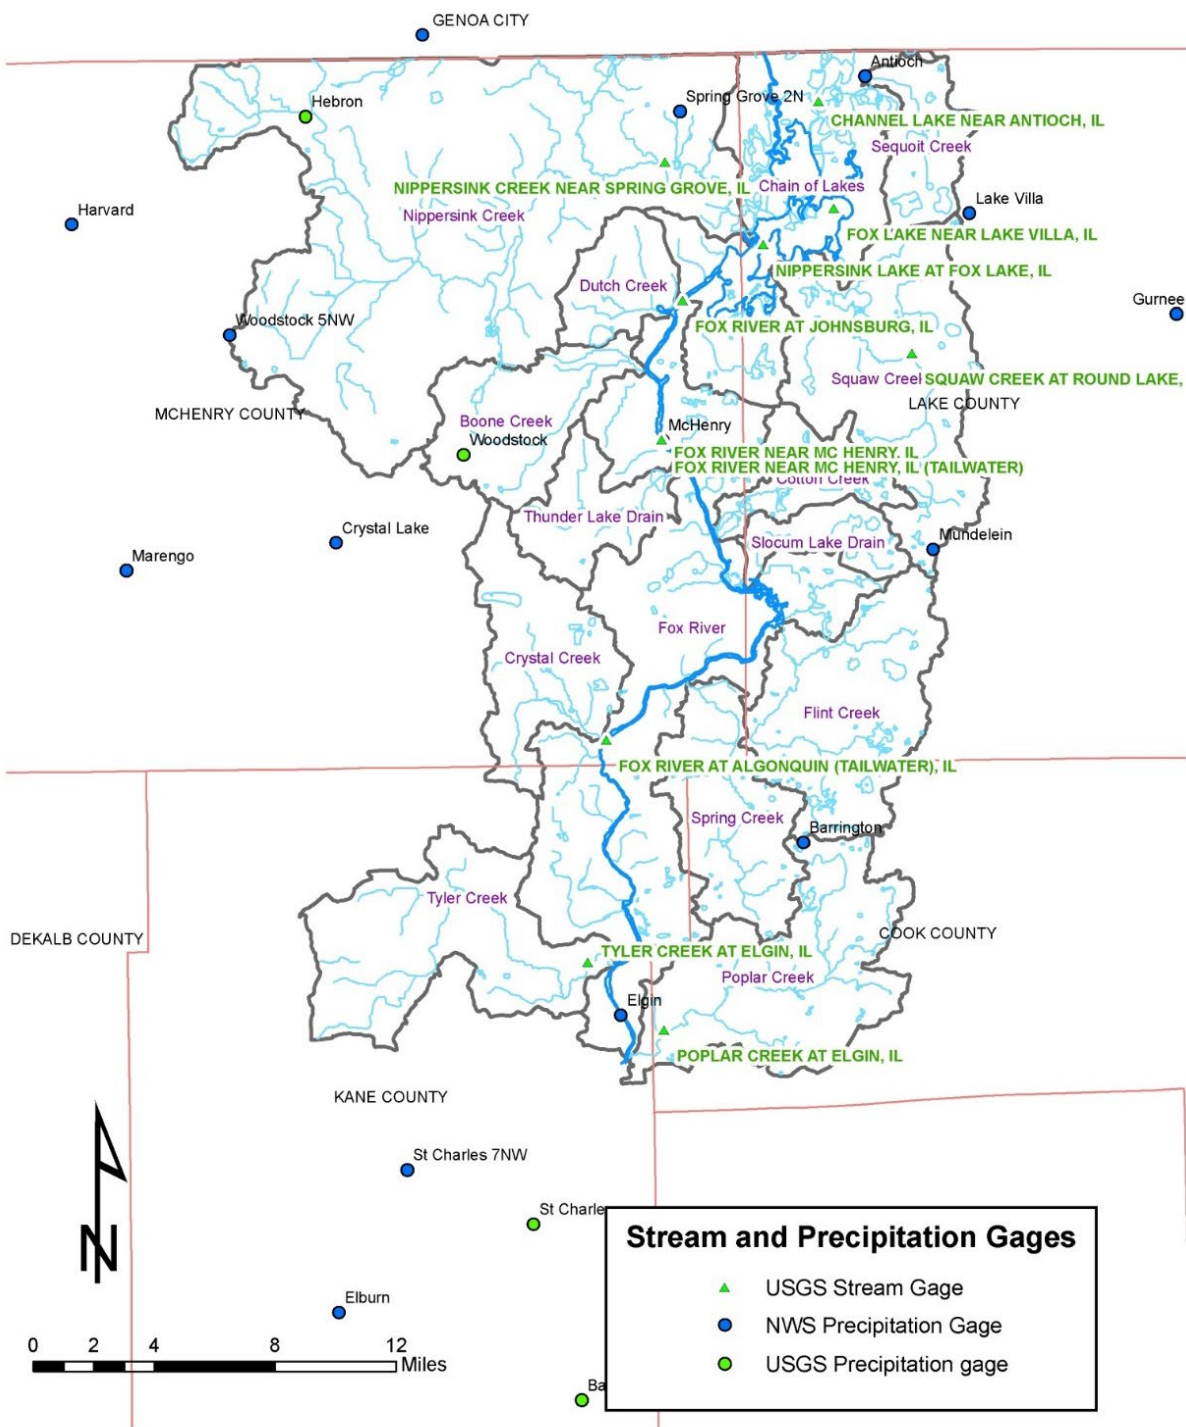 GENOA CITY
Antioch
Hebron
Spring Grove 2N
CHANNEL LAKE NEAR ANTIOCH, IL
Sequoit Creek
NIPPERSINK CREEK NEAR SPRING GROVE, IL
Chain of Lakes
Nippersink Creek
Lake Villa
Harvard
FOX LAKE NEAR LAKE VILLA, IL
NIPPERSINK LAKE AT FOX LAKE, IL
Dutch Creek
Gurnee
Woodstock 5NW
FOX RIVER AT JOHNSBURG, IL
Squaw Creek
SQUAW CREEK AT ROUND LAKE,
LAKE COUNTY
MCHENRY COUNTY
Boone Creek
McHenry
Woodstock
FOX RIVER NEAR MC HENRY, IL
FOX RIVER NEAR MC HENRY, IL (TAILWATER)
Cotton Creek
Thunder Lake Drain
Crystal Lake
Slocum Lake Drain
Mundelein
Marengo
Fox River
Crystal Creek
Flint Creek
FOX RIVER AT ALGONQUIN (TAILWATER), IL
Spring Creek
Barrington
Tyler Creek
DEKALB COUNTY
COOK COUNTY
TYLER CREEK AT ELGIN, IL
Poplar Creek
Elgin
POPLAR CREEK AT ELGIN, IL
KANE COUNTY
St Charles 7NW
St Charle
N
Stream and Precipitation Gages
USGS Stream Gage
NWS Precipitation Gage
USGS Precipitation gage
Elburn
0 2 4 8 12
Miles
Ba